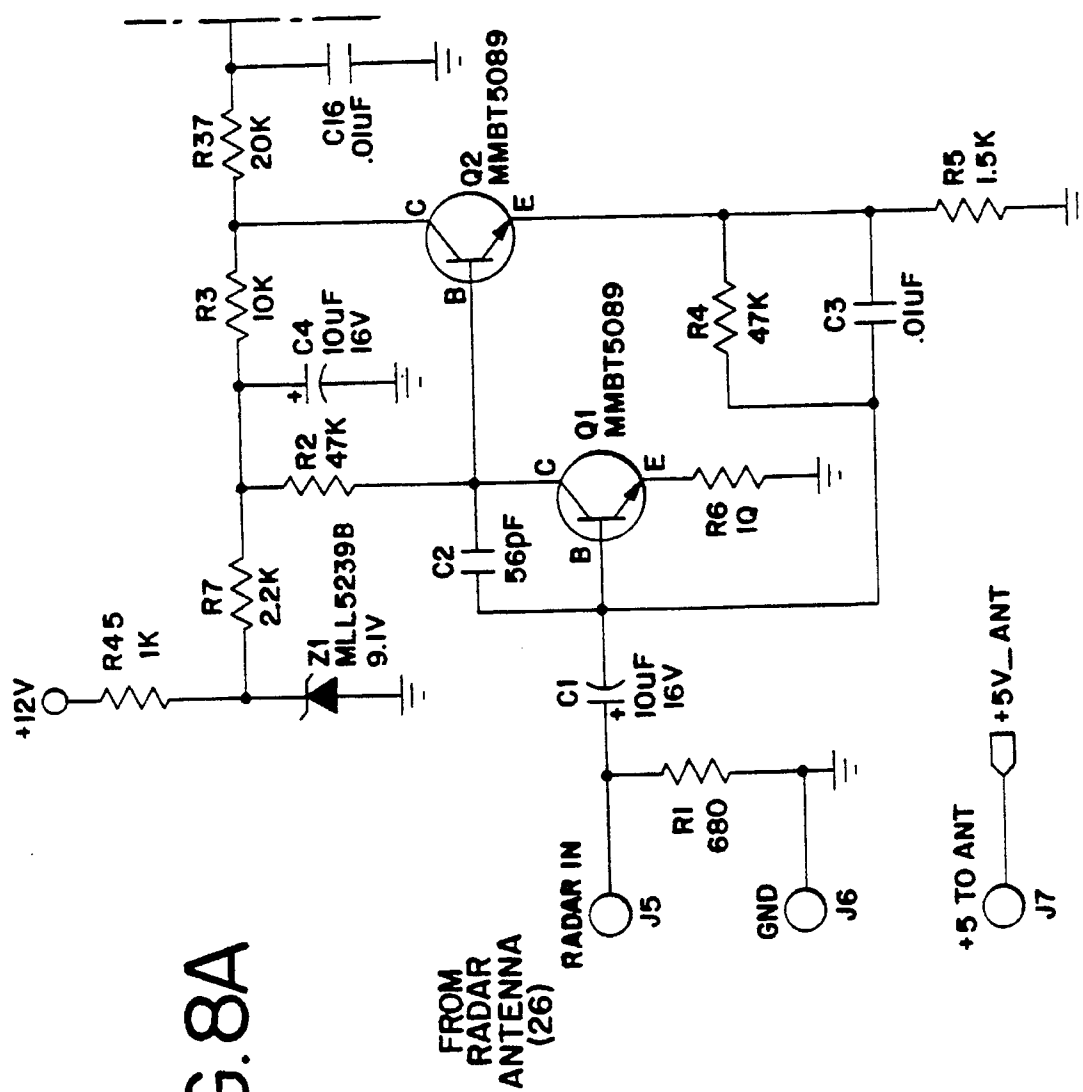 +12V
R45
1K
R7
2.2K
Z1
MLL5239B
9.1V
R2
47K
R3
10K
C4
10uF
16V
+
R37
20K
C16
.01uF
C
B
E
Q2
MMBT5089
C2
56pF
C
B
E
Q1
MMBT5089
R6
1Q
R4
47K
C3
.01uF
R5
1.5K
C1
+
10uF
16V
R1
680
FROM
RADAR
ANTENNA
(26)
RADAR IN
J5
GND
J6
+5 TO ANT
J7
+5V_ANT
G.8A